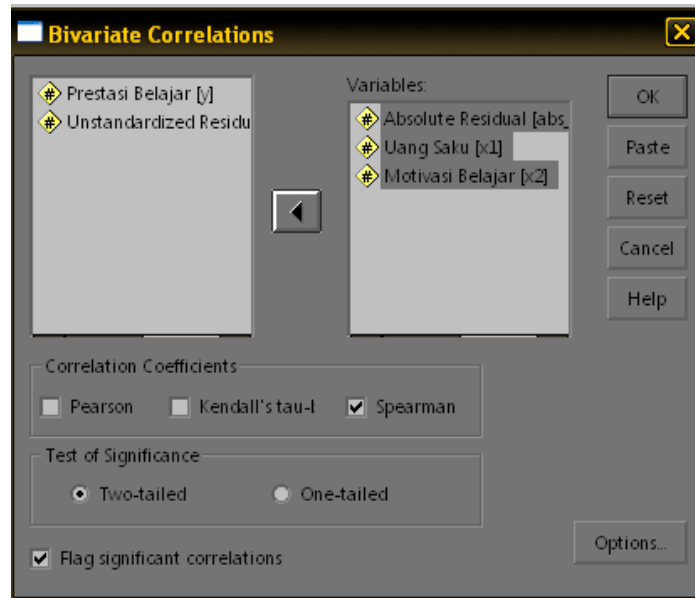 Bivariate Correlations
Prestasi Belajar [y]
Unstandardized Residu
Variables:
Absolute Residual [abs_
Uang Saku [x1]
Motivasi Belajar [x2]
OK
Paste
Reset
Cancel
Help
Correlation Coefficients
Pearson
Kendall's tau-l
Spearman
Test of Significance
Two-tailed
One-tailed
Flag significant correlations
Options...